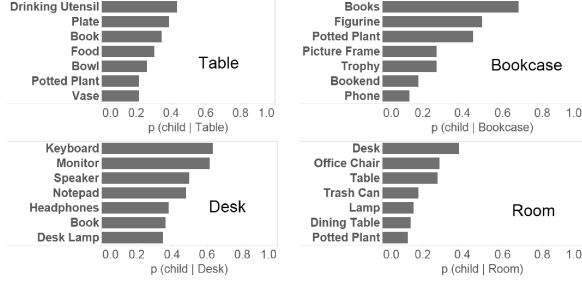 Drinking Utensil
Plate
Book
Food
Bowl
Potted Plant
Vase
Table
0.0 0.2 0.4 0.6 0.8 1.0
p (child | Table)
Books
Figurine
Potted Plant
Picture Frame
Trophy
Bookend
Phone
Bookcase
0.0 0.2 0.4 0.6 0.8 1.0
p (child | Bookcase)
Keyboard
Monitor
Speaker
Notepad
Headphones
Book
Desk Lamp
Desk
0.0 0.2 0.4 0.6 0.8 1.0
p (child | Desk)
Desk
Office Chair
Table
Trash Can
Lamp
Dining Table
Potted Plant
Room
0.0 0.2 0.4 0.6 0.8 1.0
p (child | Room)